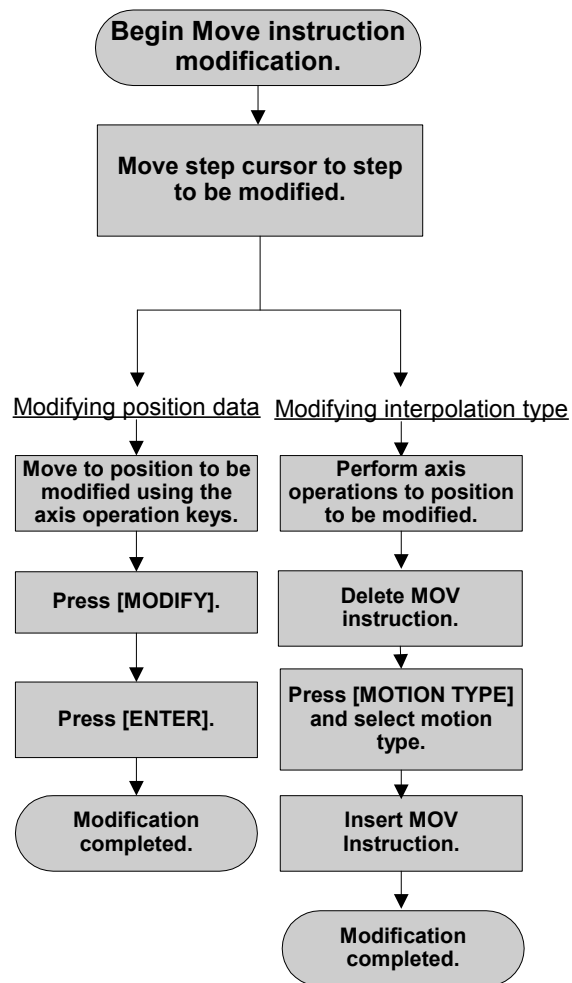 Begin Move instruction
modification.
Move step cursor to step
to be modified.
Modifying position data
Move to position to be
modified using the
axis operation keys.
Press [MODIFY].
Press [ENTER].
Modification
completed.
Modifying interpolation type
Perform axis
operations to position
to be modified.
Delete MOV
instruction.
Press [MOTION TYPE]
and select motion
type.
Insert MOV
Instruction.
Modification
completed.